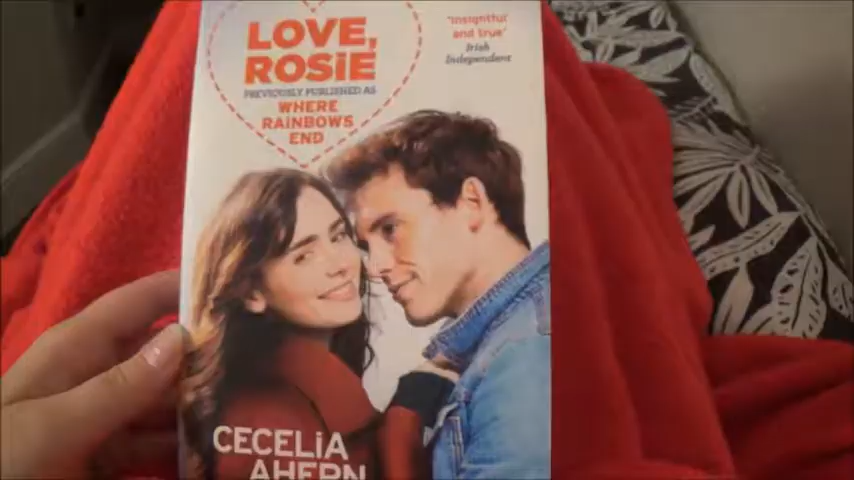 LOVE,
ROSiE
PREVIOUSLY PUBLISHED AS
WHERE
RAiNBOWS
END
"Insightful
and true"
Irish
Independent
CECELiA
AHERN